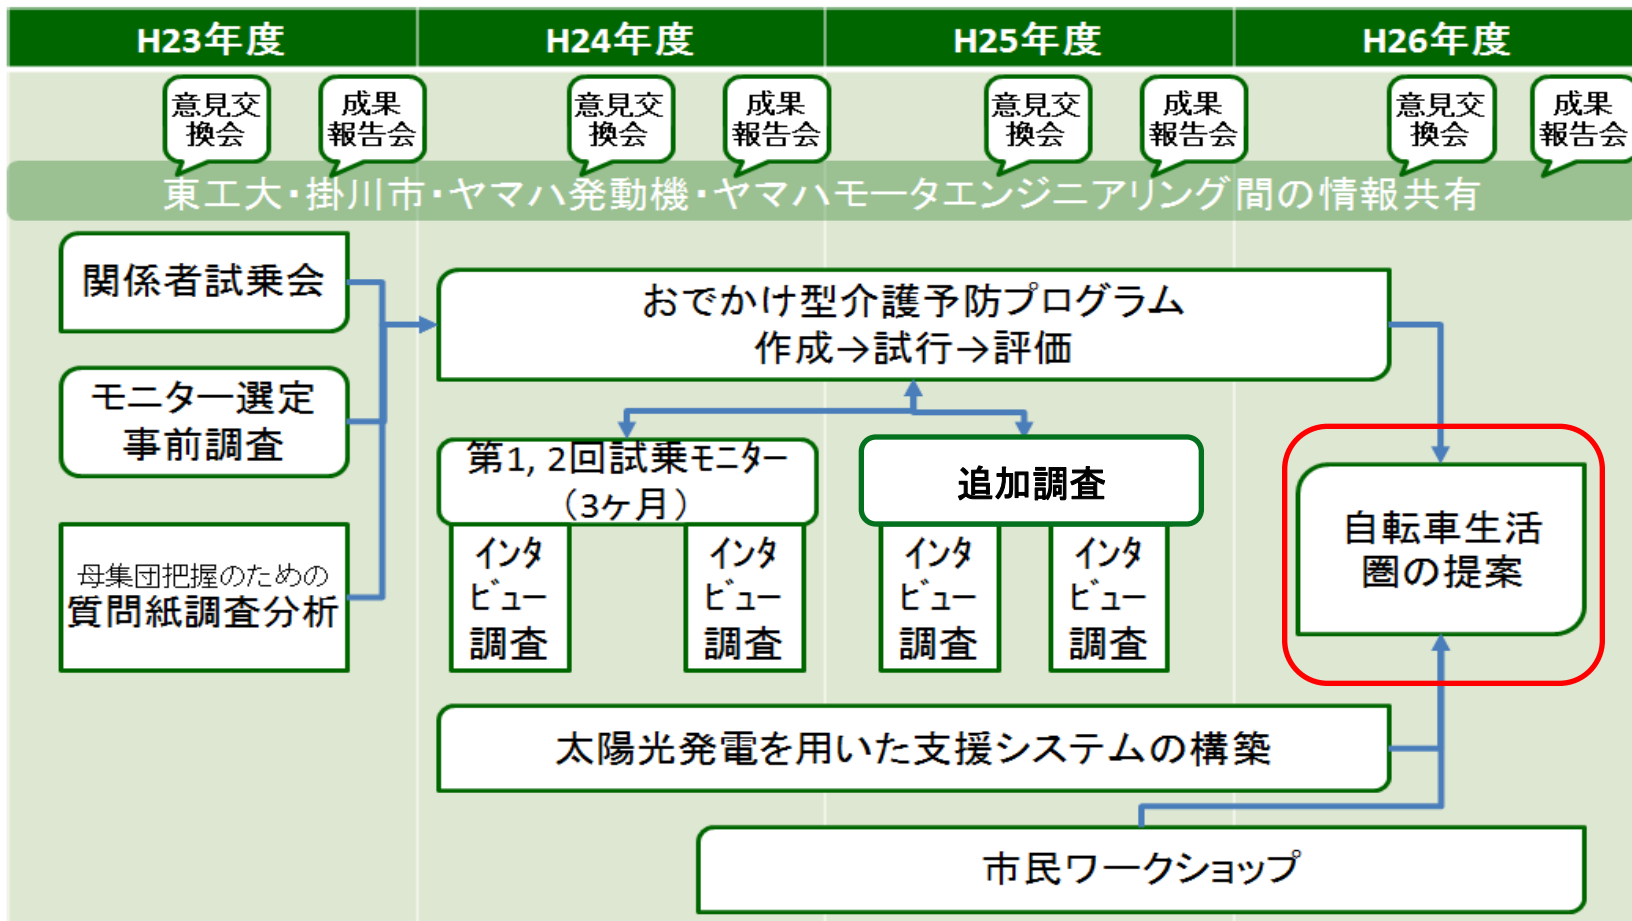 H23年度
H24年度
H25年度
H26年度
意見交
換会
成果
報告会
意見交
換会
成果
報告会
意見交
換会
成果
報告会
意見交
換会
成果
報告会
東工大・掛川市・ヤマハ発動機・ヤマハモータエンジニアリング間の情報共有
関係者試乗会
モニター選定
事前調査
母集団把握のための
質問紙調査分析
おでかけ型介護予防プログラム
作成→試行→評価
第1, 2回試乗モニター
（3ヶ月）
インタ
ビュー
調査
インタ
ビュー
調査
追加調査
インタ
ビュー
調査
インタ
ビュー
調査
自転車生活
圏の提案
太陽光発電を用いた支援システムの構築
市民ワークショップ